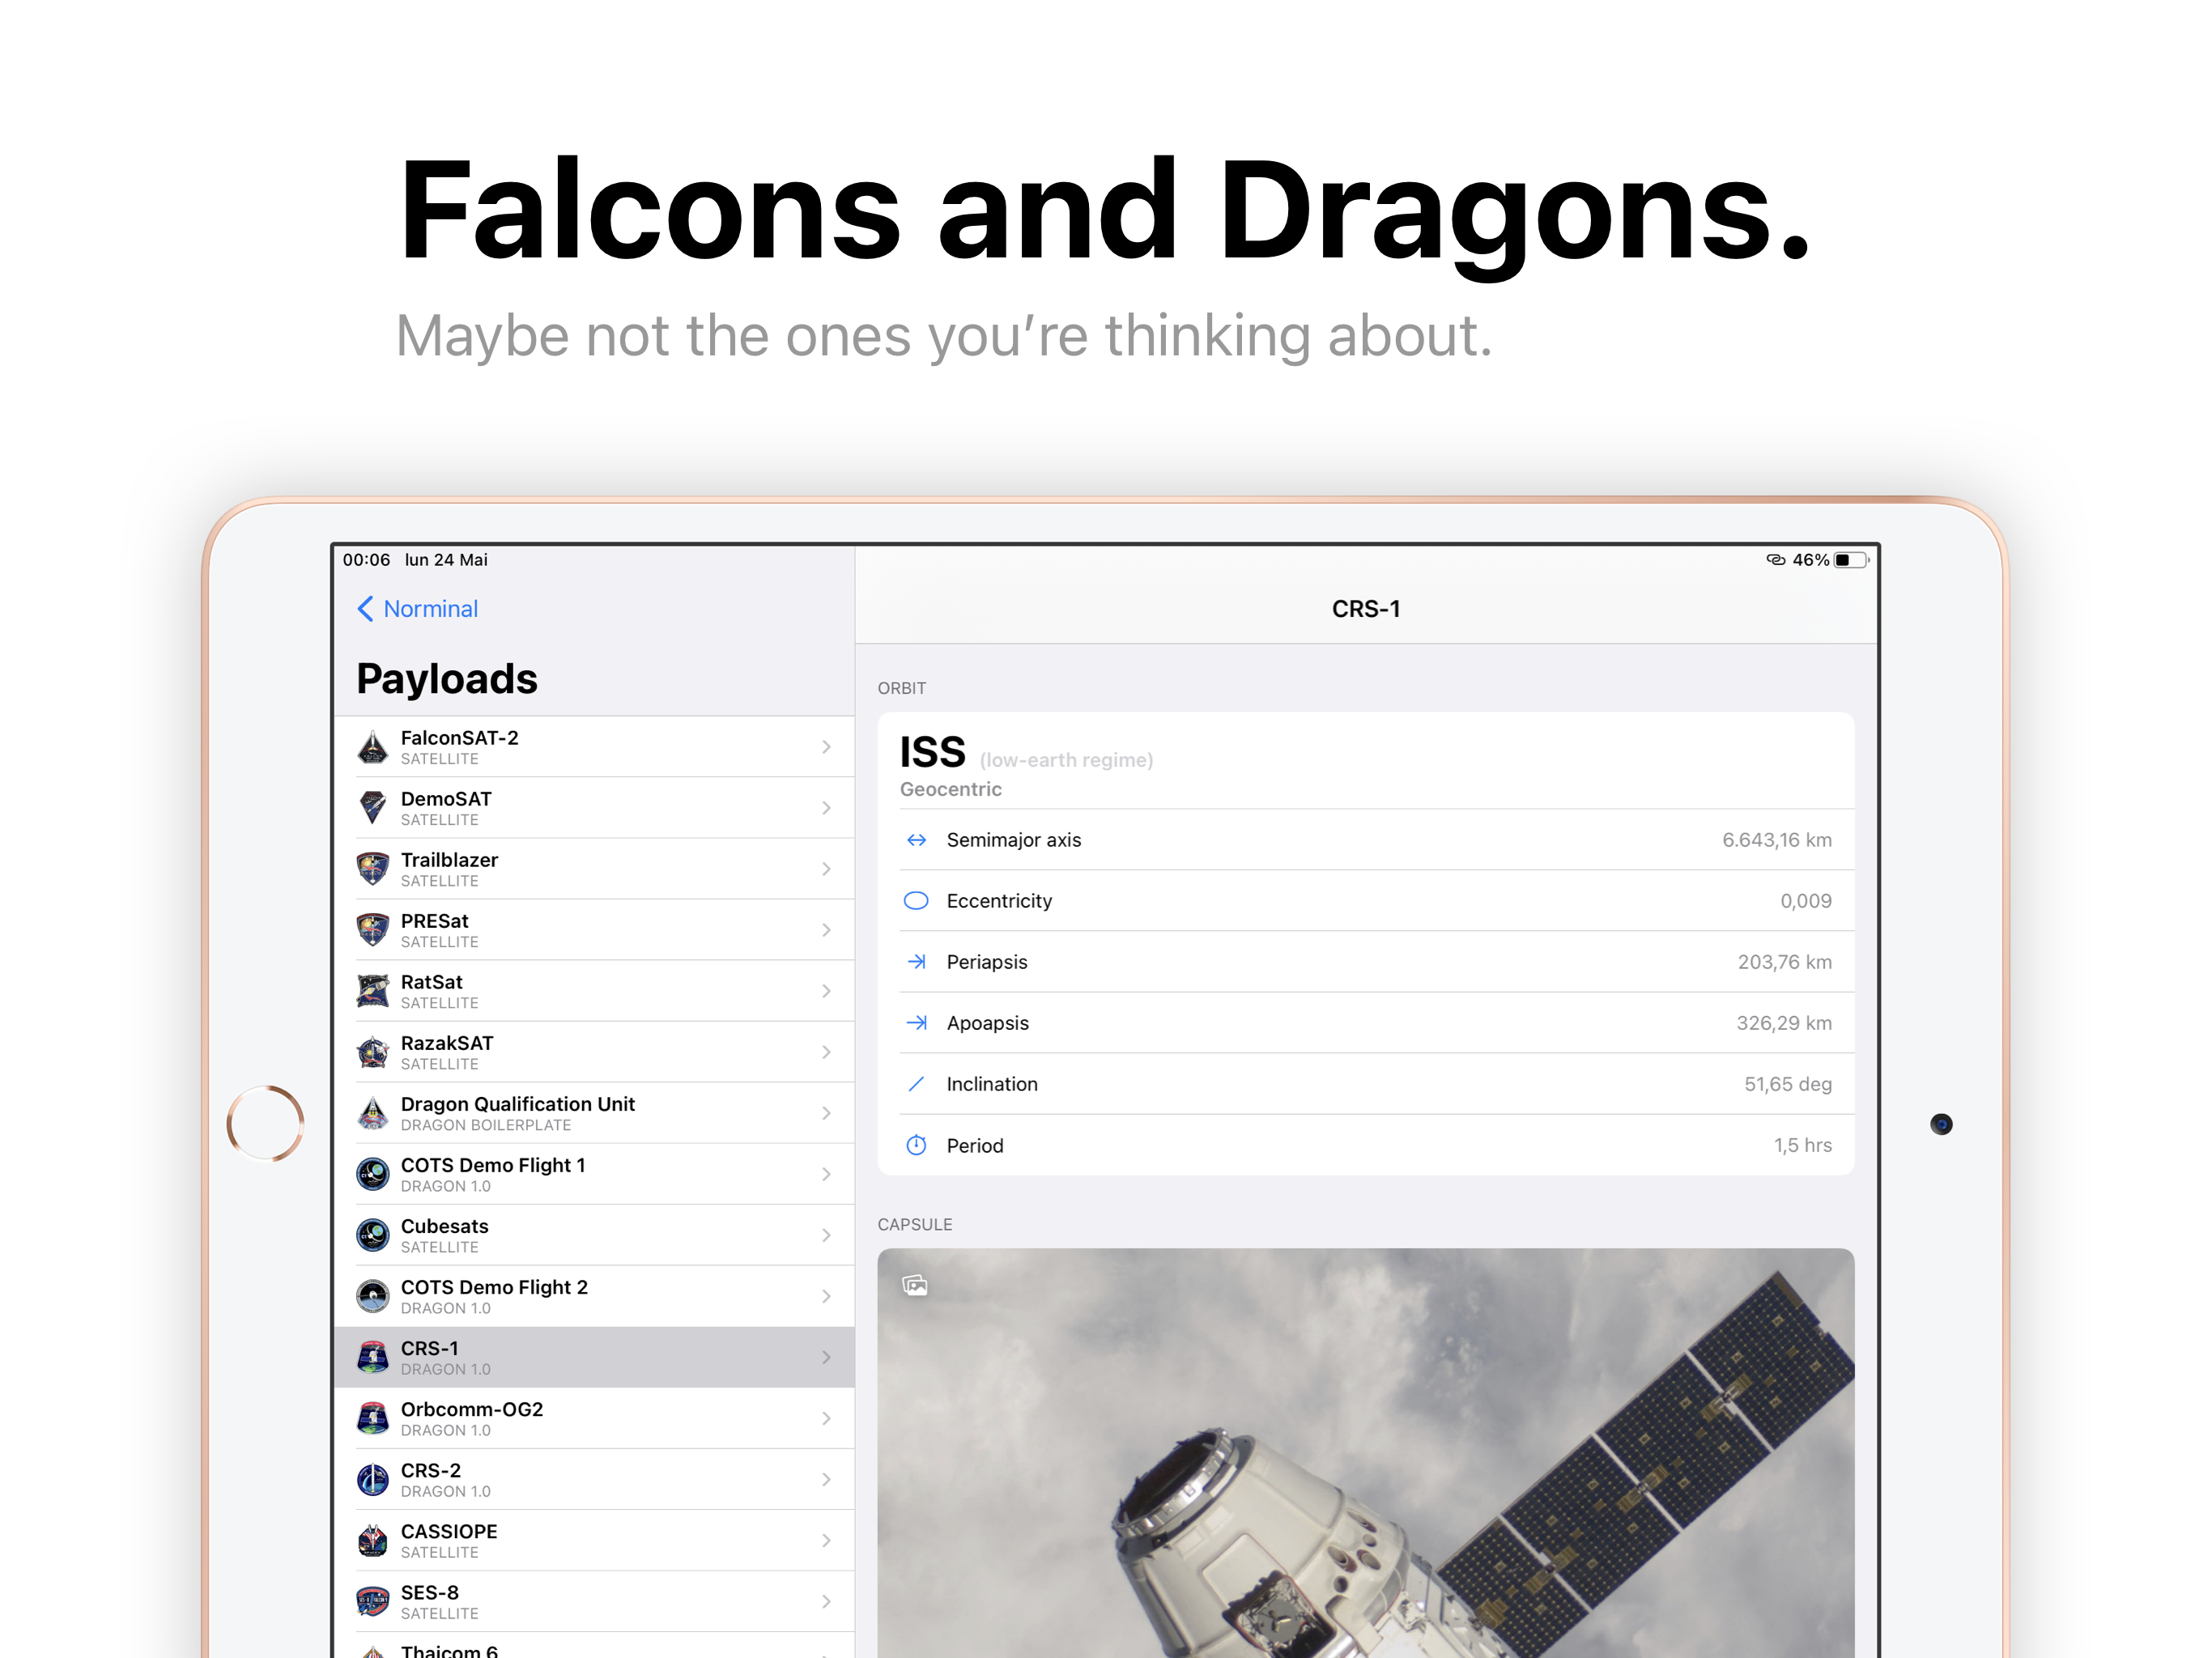 Falcons and Dragons.
Maybe not the ones you’re thinking about.
00:06 lun 24 Mai
46%
Norminal
Payloads
FalconSAT-2
SATELLITE
DemoSAT
SATELLITE
Trailblazer
SATELLITE
PRESat
SATELLITE
RatSat
SATELLITE
RazakSAT
SATELLITE
Dragon Qualification Unit
DRAGON BOILERPLATE
COTS Demo Flight 1
DRAGON 1.0
Cubesats
SATELLITE
COTS Demo Flight 2
DRAGON 1.0
CRS-1
DRAGON 1.0
Orbcomm-OG2
DRAGON 1.0
CRS-2
DRAGON 1.0
CASSIOPE
SATELLITE
SES-8
SATELLITE
Thaicom 6
CRS-1
ORBIT
ISS (low-earth regime)
Geocentric
Semimajor axis 6.643,16 km
Eccentricity 0,009
Periapsis 203,76 km
Apoapsis 326,29 km
Inclination 51,65 deg
Period 1,5 hrs
CAPSULE